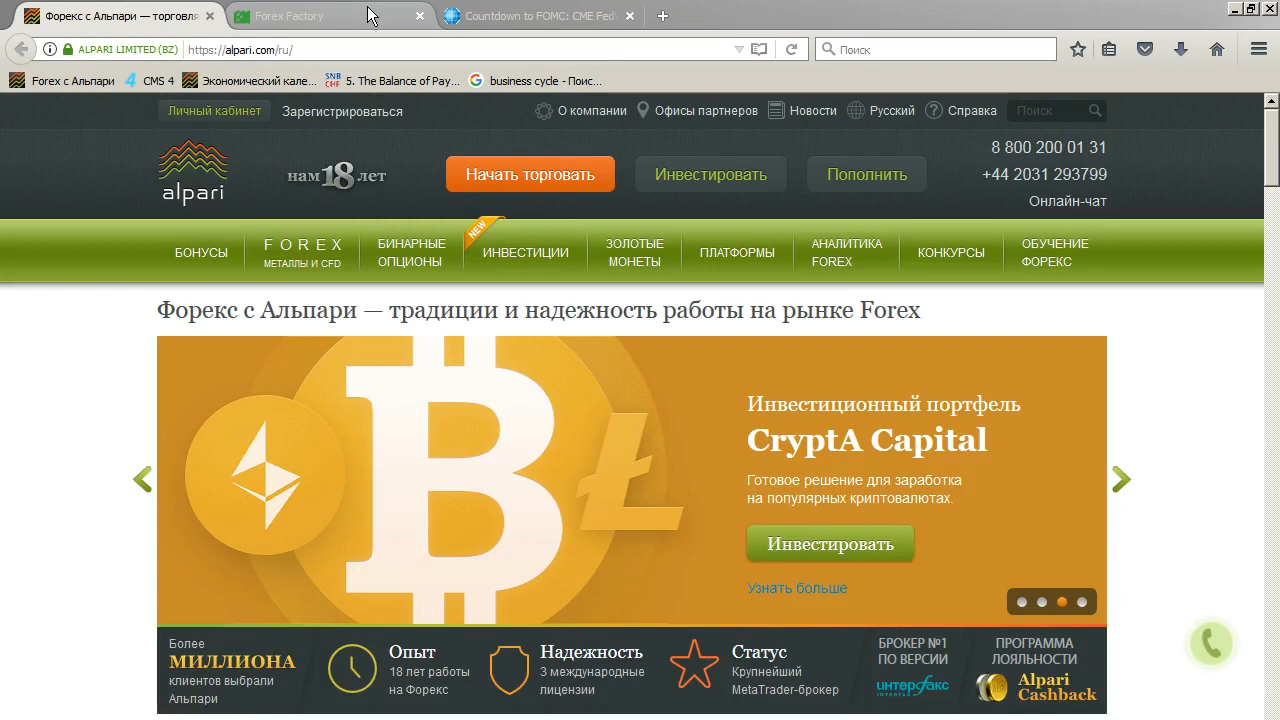 Форекс с Альпари — торговля
Forex Factory
Countdown to FOMC: CME Fed
ALPARI LIMITED (BZ)
https://alpari.com/ru/
Поиск
Forex с Альпари
CMS 4
Экономический кале...
SNB CMF
5. The Balance of Pay...
business cycle - Поис...
Личный кабинет
Зарегистрироваться
О компании
Офисы партнеров
Новости
Русский
Справка
Поиск
alpari
нам 18 лет
Начать торговать
Инвестировать
Пополнить
8 800 200 01 31
+44 2031 293799
Онлайн-чат
БОНУСЫ
FOREX
МЕТАЛЛЫ И CFD
БИНАРНЫЕ
ОПЦИОНЫ
NEW
ИНВЕСТИЦИИ
ЗОЛОТЫЕ
МОНЕТЫ
ПЛАТФОРМЫ
АНАЛИТИКА
FOREX
КОНКУРСЫ
ОБУЧЕНИЕ
ФОРЕКС
Форекс с Альпари — традиции и надежность работы на рынке Forex
Инвестиционный портфель
CryptA Capital
Готовое решение для заработка
на популярных криптовалютах.
Инвестировать
Узнать больше
Более
МИЛЛИОНА
клиентов выбрали
Альпари
Опыт
18 лет работы
на Форекс
Надежность
3 международные
лицензии
Статус
Крупнейший
MetaTrader-брокер
БРОКЕР №1
ПО ВЕРСИИ
интерфакс
INTERFAX
ПРОГРАММА
ЛОЯЛЬНОСТИ
Alpari
Cashback